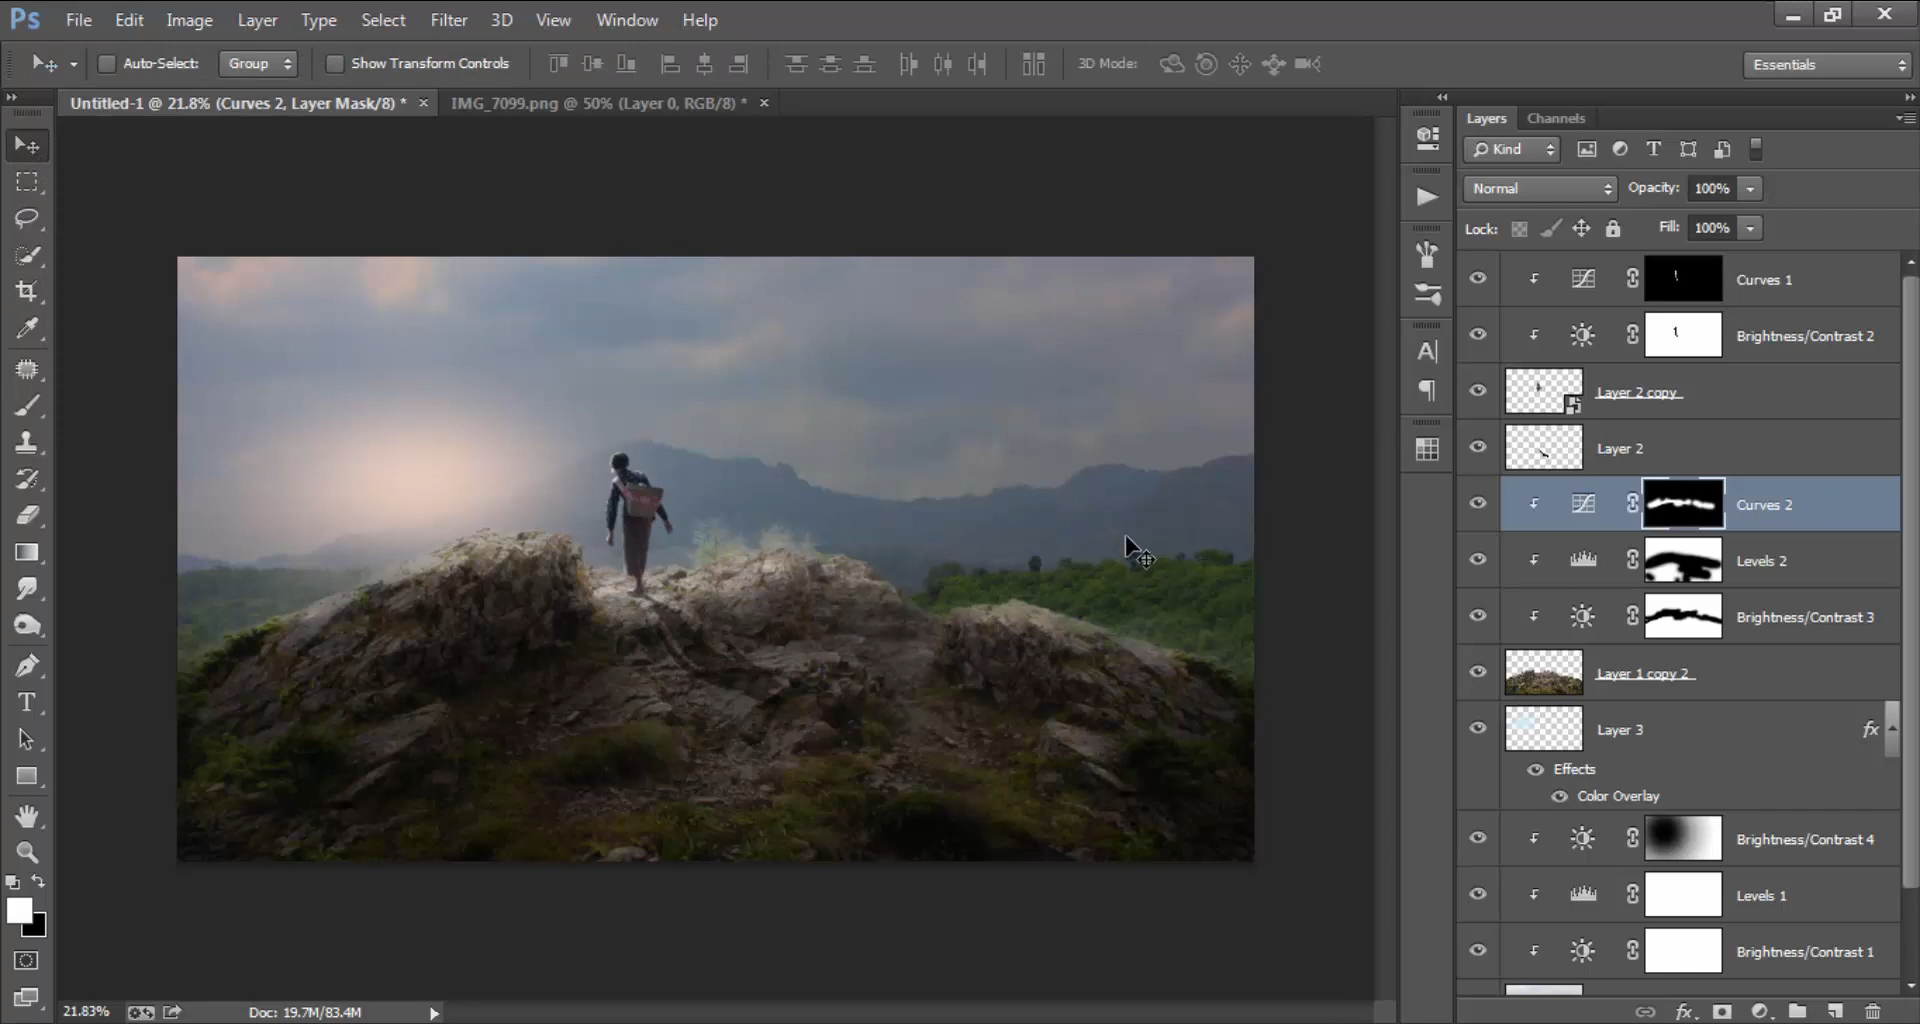 Ps File Edit Image Layer Type Select Filter 3D View Window Help
Auto-Select: Group Show Transform Controls 3D Mode: Essentials
Untitled-1 @ 21.8% (Curves 2, Layer Mask/8) * × IMG_7099.png @ 50% (Layer 0, RGB/8) * ×
Layers Channels
Kind
Normal Opacity: 100%
Lock: Fill: 100%
Curves 1
Brightness/Contrast 2
Layer 2 copy
Layer 2
Curves 2
Levels 2
Brightness/Contrast 3
Layer 1 copy 2
Layer 3 fx
Effects
Color Overlay
Brightness/Contrast 4
Levels 1
Brightness/Contrast 1
21.83% Doc: 19.7M/83.4M fx